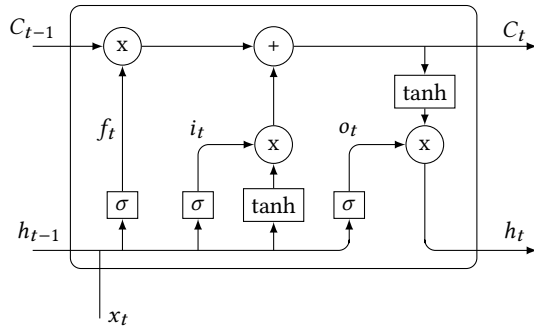 C_{t−1} x + C_t
tanh
f_t i_t x o_t x
σ σ tanh σ
h_{t−1} h_t
x_t